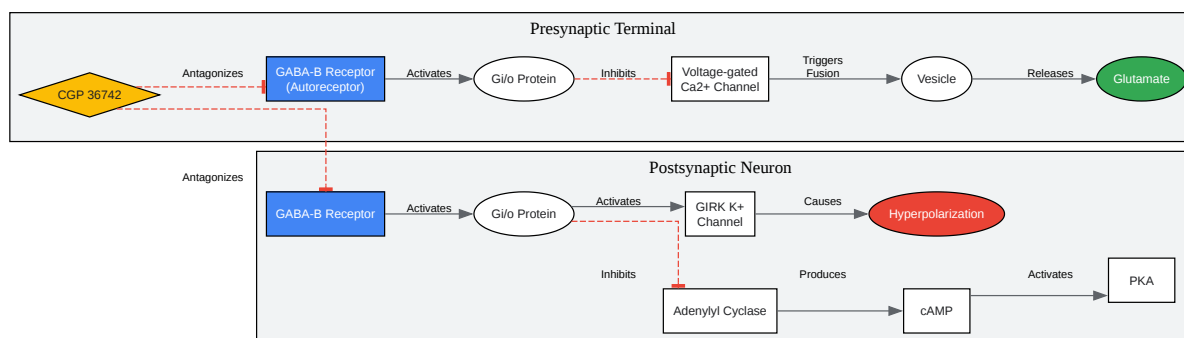 Presynaptic Terminal
CGP 36742
Antagonizes
GABA-B Receptor
(Autoreceptor)
Activates
Gi/o Protein
Inhibits
Voltage-gated
Ca2+ Channel
Triggers
Fusion
Vesicle
Releases
Glutamate
Antagonizes
Postsynaptic Neuron
GABA-B Receptor
Activates
Gi/o Protein
Activates
GIRK K+
Channel
Causes
Hyperpolarization
Inhibits
Adenylyl Cyclase
Produces
cAMP
Activates
PKA